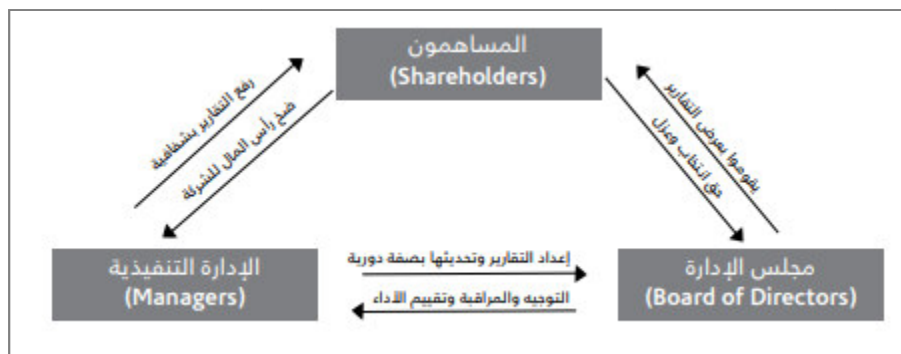 المساهمون
(Shareholders)
رفع التقارير بشفافية
ضخ رأس المال للشركة
يقوموا بعرض التقارير
حق انتخاب وعزل
الإدارة التنفيذية
(Managers)
إعداد التقارير وتحديثها بصفة دورية
التوجيه والمراقبة وتقييم الأداء
مجلس الإدارة
(Board of Directors)